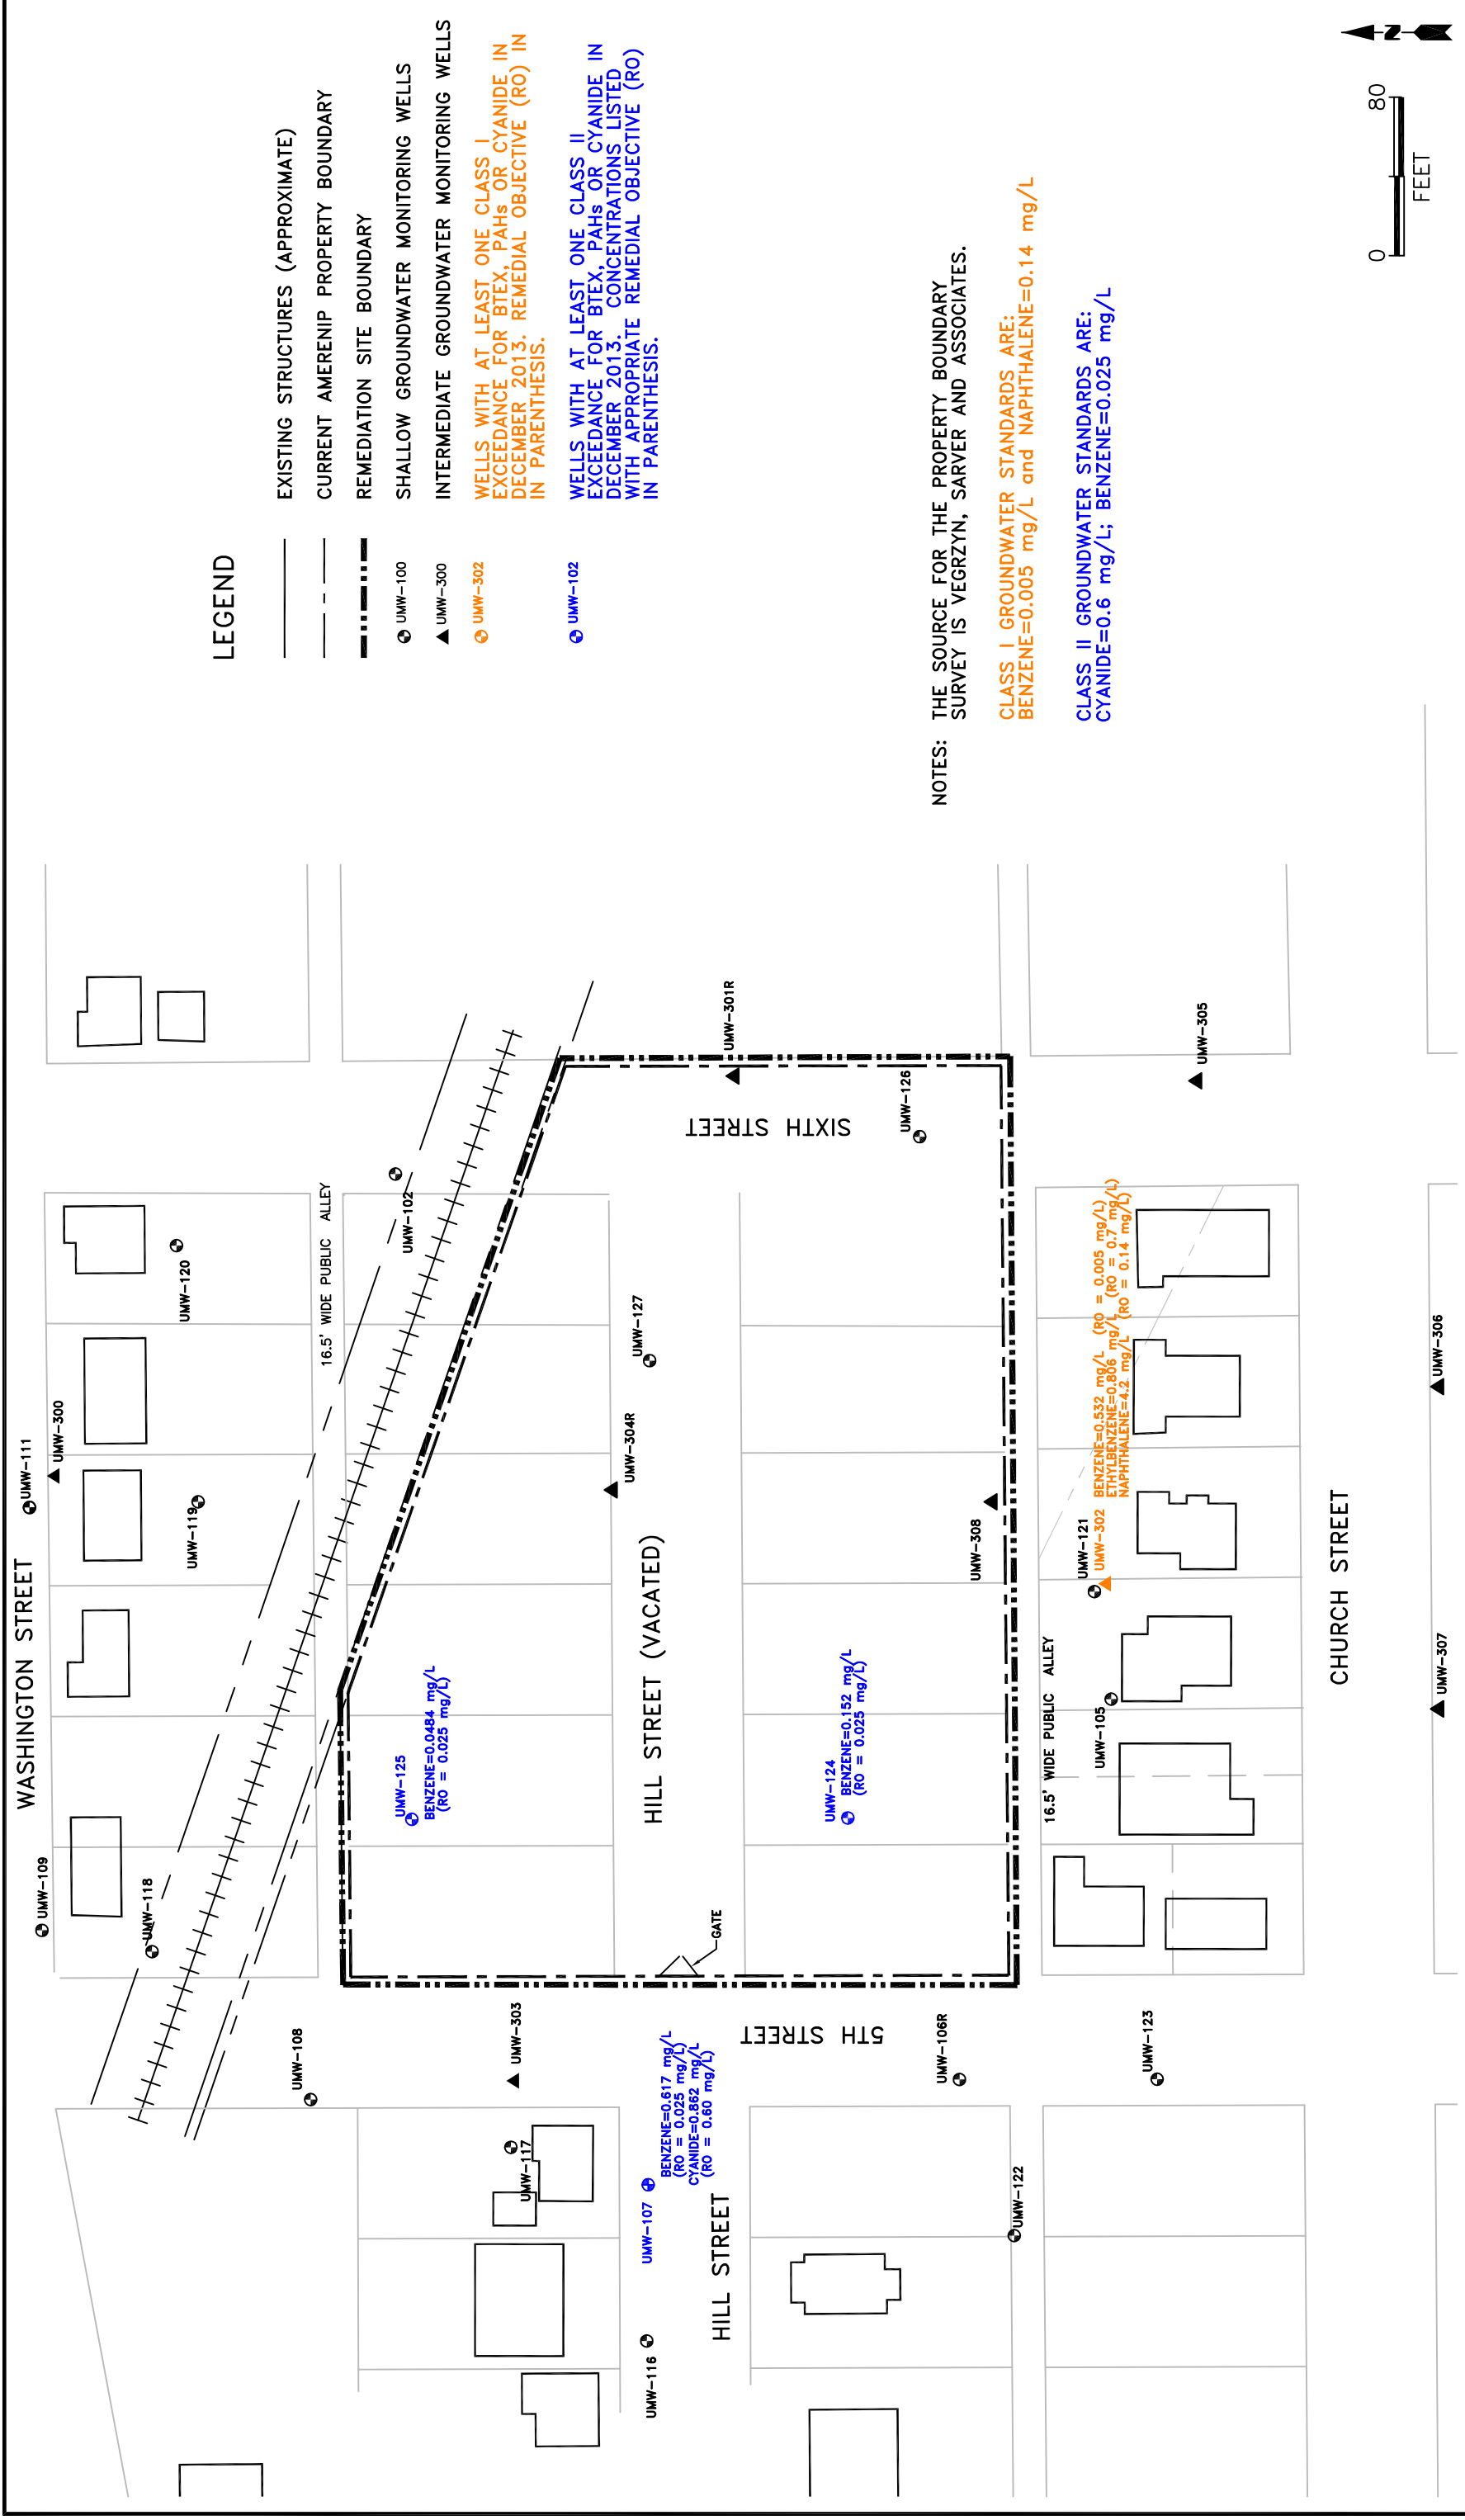 LEGEND
EXISTING STRUCTURES (APPROXIMATE)
CURRENT AMERENIP PROPERTY BOUNDARY
REMEDIATION SITE BOUNDARY
UMW-100
SHALLOW GROUNDWATER MONITORING WELLS
UMW-300
INTERMEDIATE GROUNDWATER MONITORING WELLS
UMW-302
WELLS WITH AT LEAST ONE CLASS I
EXCEEDANCE FOR BTEX, PAHs OR CYANIDE IN
DECEMBER 2013. REMEDIAL OBJECTIVE (RO) IN
IN PARENTHESIS.
UMW-102
WELLS WITH AT LEAST ONE CLASS II
EXCEEDANCE FOR BTEX, PAHs OR CYANIDE IN
DECEMBER 2013. CONCENTRATIONS LISTED
WITH APPROPRIATE REMEDIAL OBJECTIVE (RO)
IN PARENTHESIS.
NOTES: THE SOURCE FOR THE PROPERTY BOUNDARY
SURVEY IS VEGRZYN, SARVER AND ASSOCIATES.
CLASS I GROUNDWATER STANDARDS ARE:
BENZENE=0.005 mg/L and NAPHTHALENE=0.14 mg/L
CLASS II GROUNDWATER STANDARDS ARE:
CYANIDE=0.6 mg/L; BENZENE=0.025 mg/L
0
80
FEET
N
WASHINGTON STREET
UMW-109
UMW-111
UMW-300
UMW-118
UMW-119
UMW-120
16.5' WIDE PUBLIC ALLEY
UMW-102
UMW-108
UMW-303
UMW-117
UMW-125
BENZENE=0.0484 mg/L
(RO = 0.025 mg/L)
UMW-304R
UMW-127
UMW-301R
SIXTH STREET
UMW-126
HILL STREET (VACATED)
GATE
UMW-116
UMW-107
BENZENE=0.617 mg/L
(RO = 0.025 mg/L)
CYANIDE=0.862 mg/L
(RO = 0.60 mg/L)
HILL STREET
5TH STREET
UMW-124
BENZENE=0.152 mg/L
(RO = 0.025 mg/L)
UMW-106R
UMW-308
UMW-122
16.5' WIDE PUBLIC ALLEY
UMW-105
UMW-121
UMW-302
BENZENE=0.532 mg/L (RO = 0.005 mg/L)
ETHYLBENZENE=0.806 mg/L (RO = 0.7 mg/L)
NAPHTHALENE=4.2 mg/L (RO = 0.14 mg/L)
UMW-123
UMW-305
CHURCH STREET
UMW-307
UMW-306